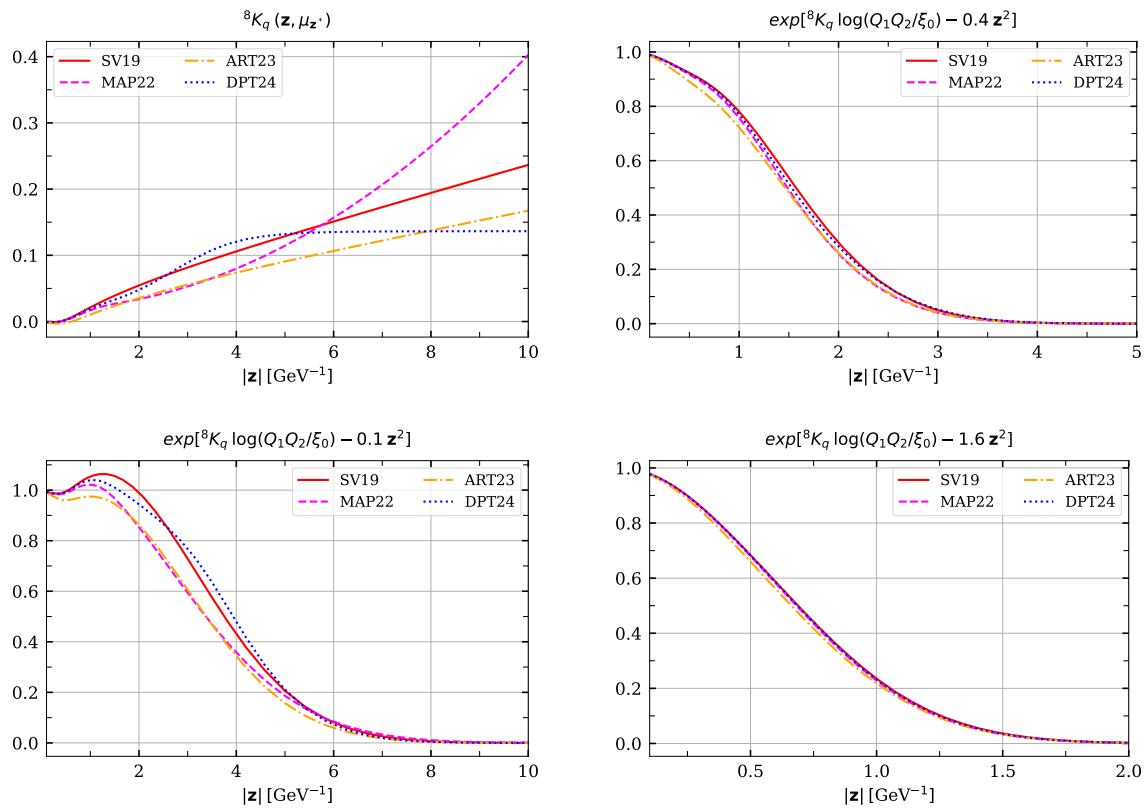 ⁸K_q (𝐳, μ_𝐳*)
SV19
MAP22
ART23
DPT24
0.4
0.3
0.2
0.1
0.0
2 4 6 8 10
|𝐳| [GeV⁻¹]
exp[⁸K_q log(Q₁Q₂/ξ₀) − 0.4 𝐳²]
SV19
MAP22
ART23
DPT24
1.0
0.8
0.6
0.4
0.2
0.0
1 2 3 4 5
|𝐳| [GeV⁻¹]
exp[⁸K_q log(Q₁Q₂/ξ₀) − 0.1 𝐳²]
SV19
MAP22
ART23
DPT24
1.0
0.8
0.6
0.4
0.2
0.0
2 4 6 8 10
|𝐳| [GeV⁻¹]
exp[⁸K_q log(Q₁Q₂/ξ₀) − 1.6 𝐳²]
SV19
MAP22
ART23
DPT24
1.0
0.8
0.6
0.4
0.2
0.0
0.5 1.0 1.5 2.0
|𝐳| [GeV⁻¹]